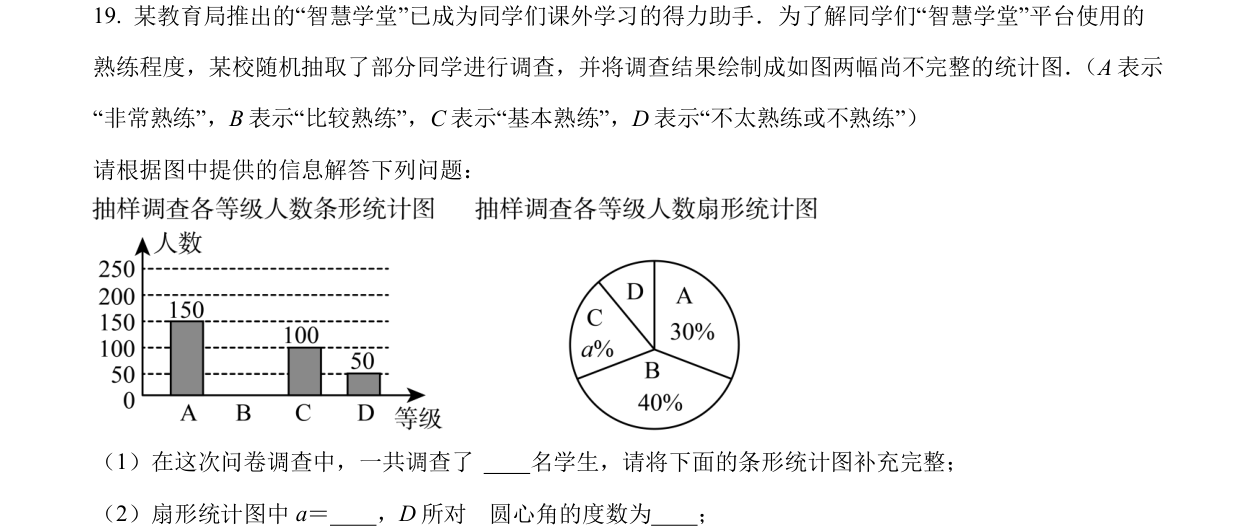 19. 某教育局推出的“智慧学堂”已成为同学们课外学习的得力助手．为了解同学们“智慧学堂”平台使用的
熟练程度，某校随机抽取了部分同学进行调查，并将调查结果绘制成如图两幅尚不完整的统计图．（A 表示
“非常熟练”，B 表示“比较熟练”，C 表示“基本熟练”，D 表示“不太熟练或不熟练”）
请根据图中提供的信息解答下列问题：
抽样调查各等级人数条形统计图
人数
250
200
150
100
50
0
150
100
50
A B C D 等级
抽样调查各等级人数扇形统计图
D
A
30%
C
a%
B
40%
（1）在这次问卷调查中，一共调查了 ____名学生，请将下面的条形统计图补充完整；
（2）扇形统计图中 a＝____，D 所对 圆心角的度数为____；